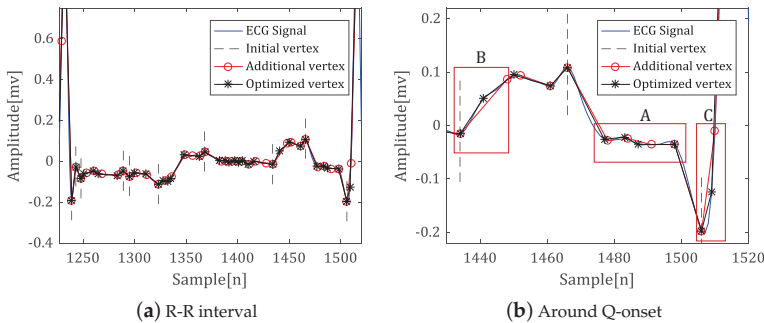 Amplitude[mv]
0.6
0.4
0.2
0
-0.2
-0.4
1250
1300
1350
1400
1450
1500
Sample[n]
ECG Signal
Initial vertex
Additional vertex
Optimized vertex
(a) R-R interval
Amplitude[mv]
0.2
0.1
0
-0.1
-0.2
1440
1460
1480
1500
1520
Sample[n]
ECG Signal
Initial vertex
Additional vertex
Optimized vertex
B
A
C
(b) Around Q-onset